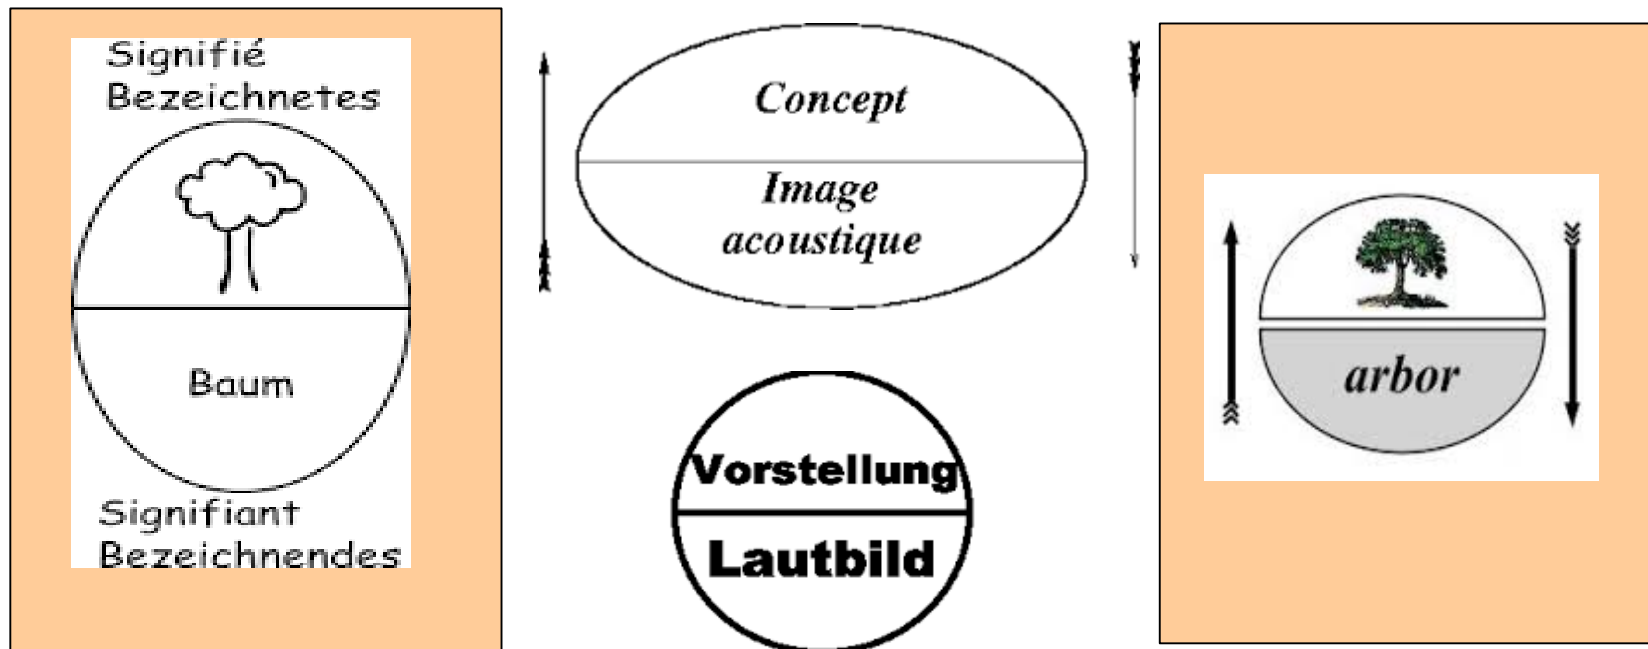 Signifié
Bezeichnetes
Baum
Signifiant
Bezeichnendes
Concept
Image
acoustique
Vorstellung
Lautbild
arbor